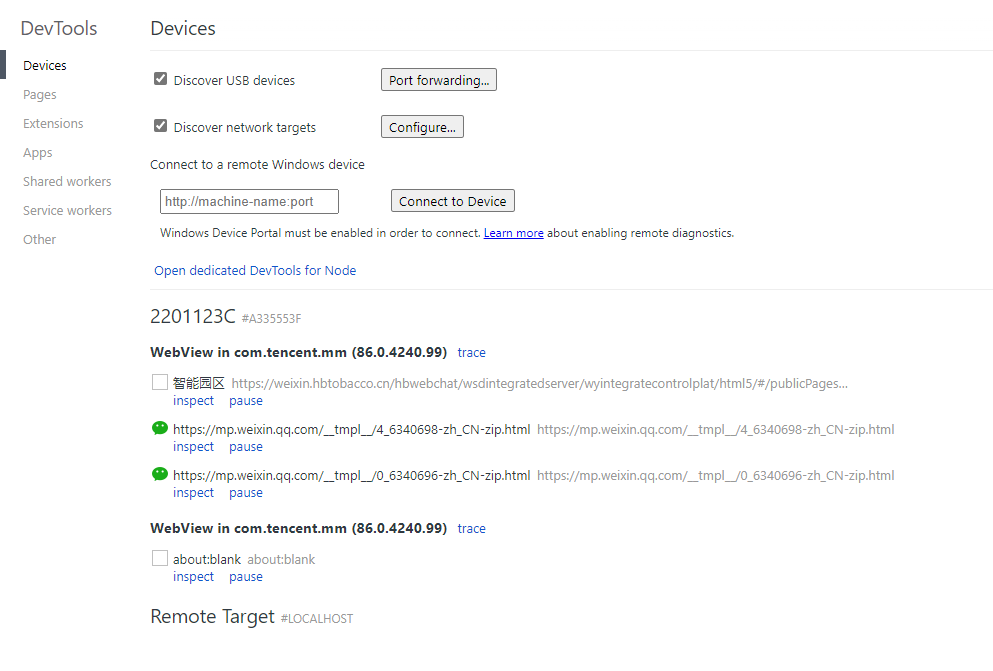 DevTools
Devices
Pages
Extensions
Apps
Shared workers
Service workers
Other
Devices
Discover USB devices Port forwarding...
Discover network targets Configure...
Connect to a remote Windows device
http://machine-name:port Connect to Device
Windows Device Portal must be enabled in order to connect. Learn more about enabling remote diagnostics.
Open dedicated DevTools for Node
2201123C #A335553F
WebView in com.tencent.mm (86.0.4240.99) trace
智能园区 https://weixin.hbtobacco.cn/hbwebchat/wsdintegratedserver/wyintegratecontrolplat/html5/#/publicPages...
inspect pause
https://mp.weixin.qq.com/__tmpl__/4_6340698-zh_CN-zip.html https://mp.weixin.qq.com/__tmpl__/4_6340698-zh_CN-zip.html
inspect pause
https://mp.weixin.qq.com/__tmpl__/0_6340696-zh_CN-zip.html https://mp.weixin.qq.com/__tmpl__/0_6340696-zh_CN-zip.html
inspect pause
WebView in com.tencent.mm (86.0.4240.99) trace
about:blank about:blank
inspect pause
Remote Target #LOCALHOST